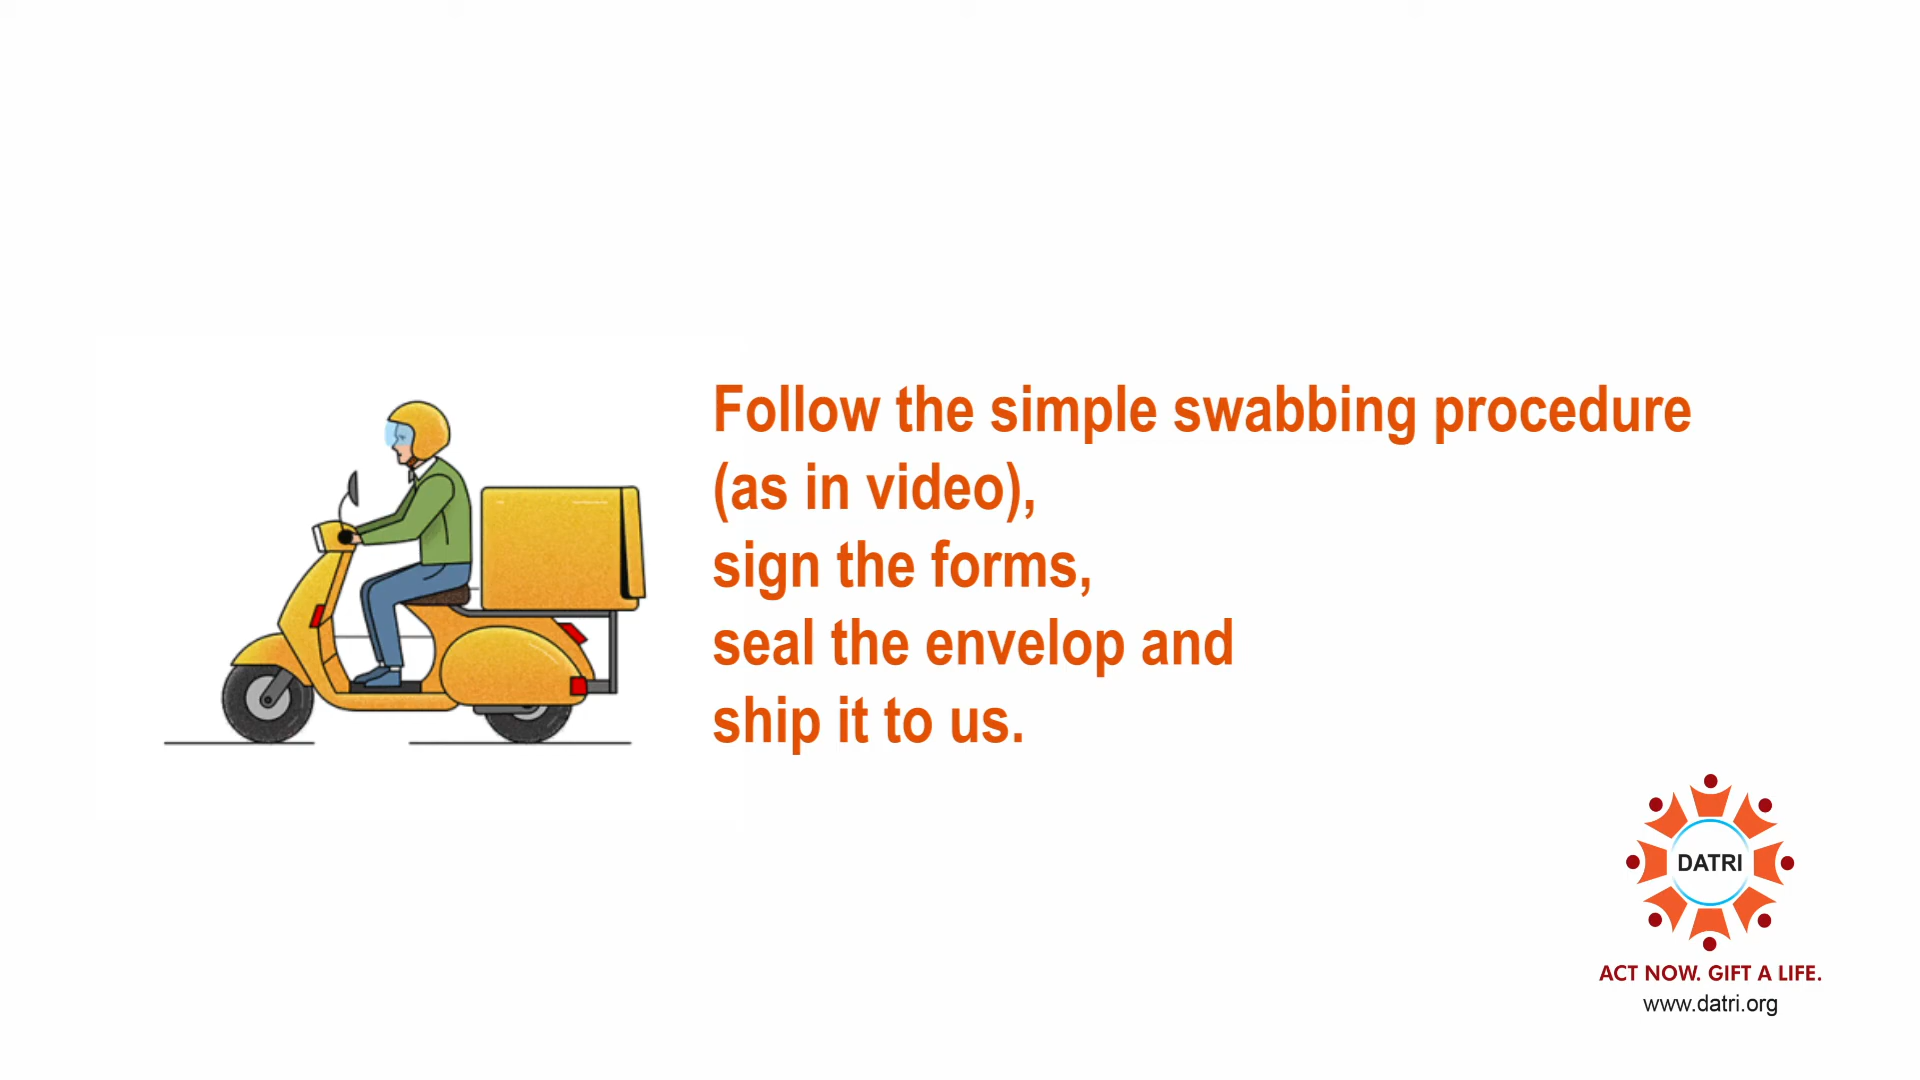 Follow the simple swabbing procedure
(as in video),
sign the forms,
seal the envelop and
ship it to us.
DATRI
ACT NOW. GIFT A LIFE.
www.datri.org